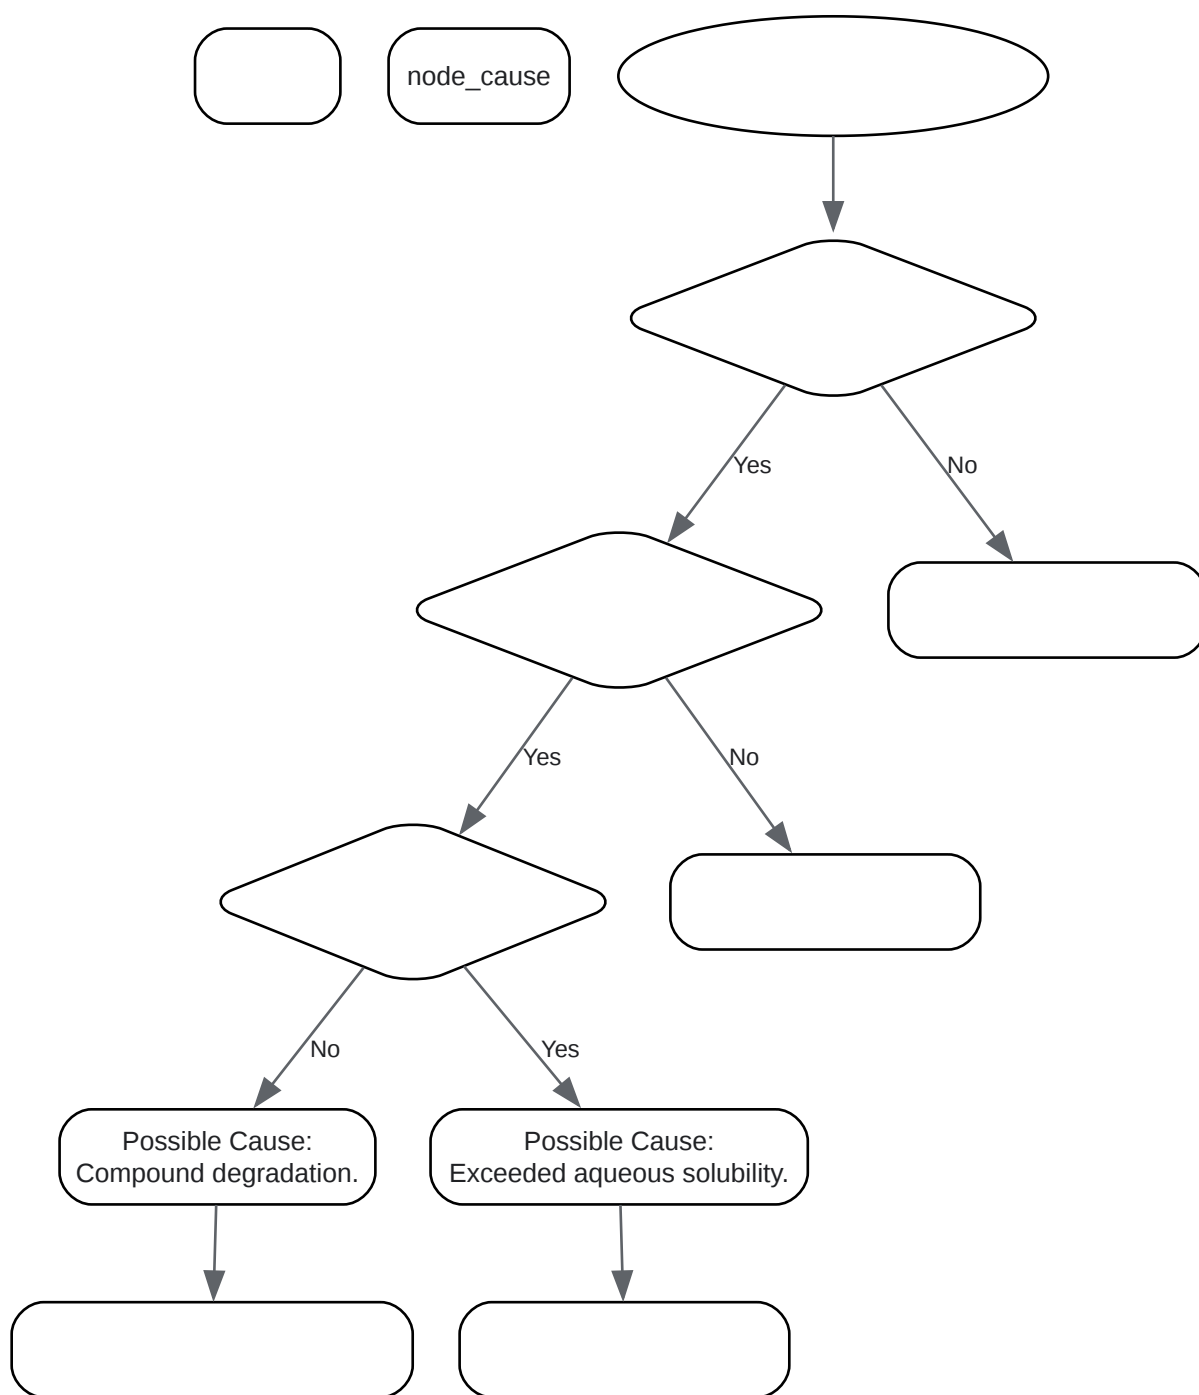 node_cause
Yes
No
Yes
No
No
Yes
Possible Cause:
Compound degradation.
Possible Cause:
Exceeded aqueous solubility.